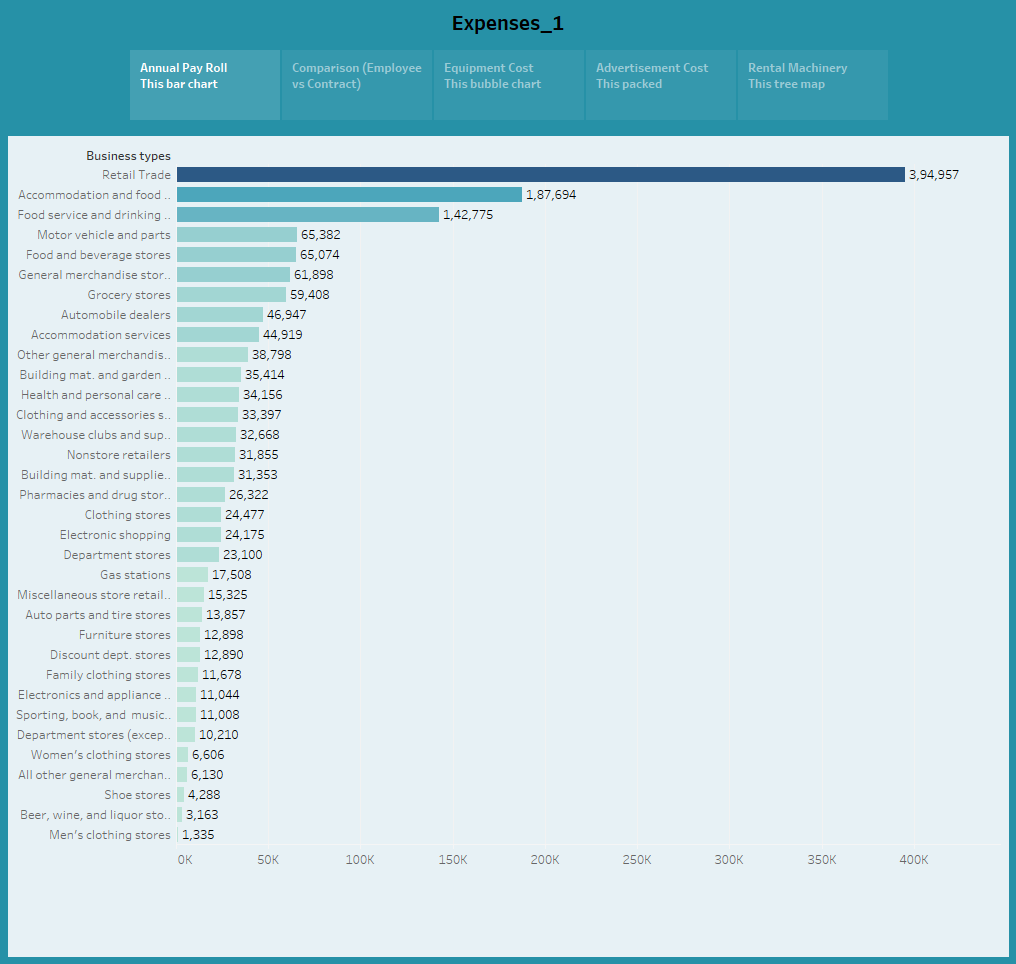 Expenses_1
Annual Pay Roll
This bar chart
Comparison (Employee
vs Contract)
Equipment Cost
This bubble chart
Advertisement Cost
This packed
Rental Machinery
This tree map
Business types
Retail Trade 3,94,957
Accommodation and food .. 1,87,694
Food service and drinking .. 1,42,775
Motor vehicle and parts 65,382
Food and beverage stores 65,074
General merchandise stor.. 61,898
Grocery stores 59,408
Automobile dealers 46,947
Accommodation services 44,919
Other general merchandis.. 38,798
Building mat. and garden .. 35,414
Health and personal care .. 34,156
Clothing and accessories s.. 33,397
Warehouse clubs and sup.. 32,668
Nonstore retailers 31,855
Building mat. and supplie.. 31,353
Pharmacies and drug stor.. 26,322
Clothing stores 24,477
Electronic shopping 24,175
Department stores 23,100
Gas stations 17,508
Miscellaneous store retail.. 15,325
Auto parts and tire stores 13,857
Furniture stores 12,898
Discount dept. stores 12,890
Family clothing stores 11,678
Electronics and appliance .. 11,044
Sporting, book, and music.. 11,008
Department stores (excep.. 10,210
Women's clothing stores 6,606
All other general merchan.. 6,130
Shoe stores 4,288
Beer, wine, and liquor sto.. 3,163
Men's clothing stores 1,335
0K 50K 100K 150K 200K 250K 300K 350K 400K